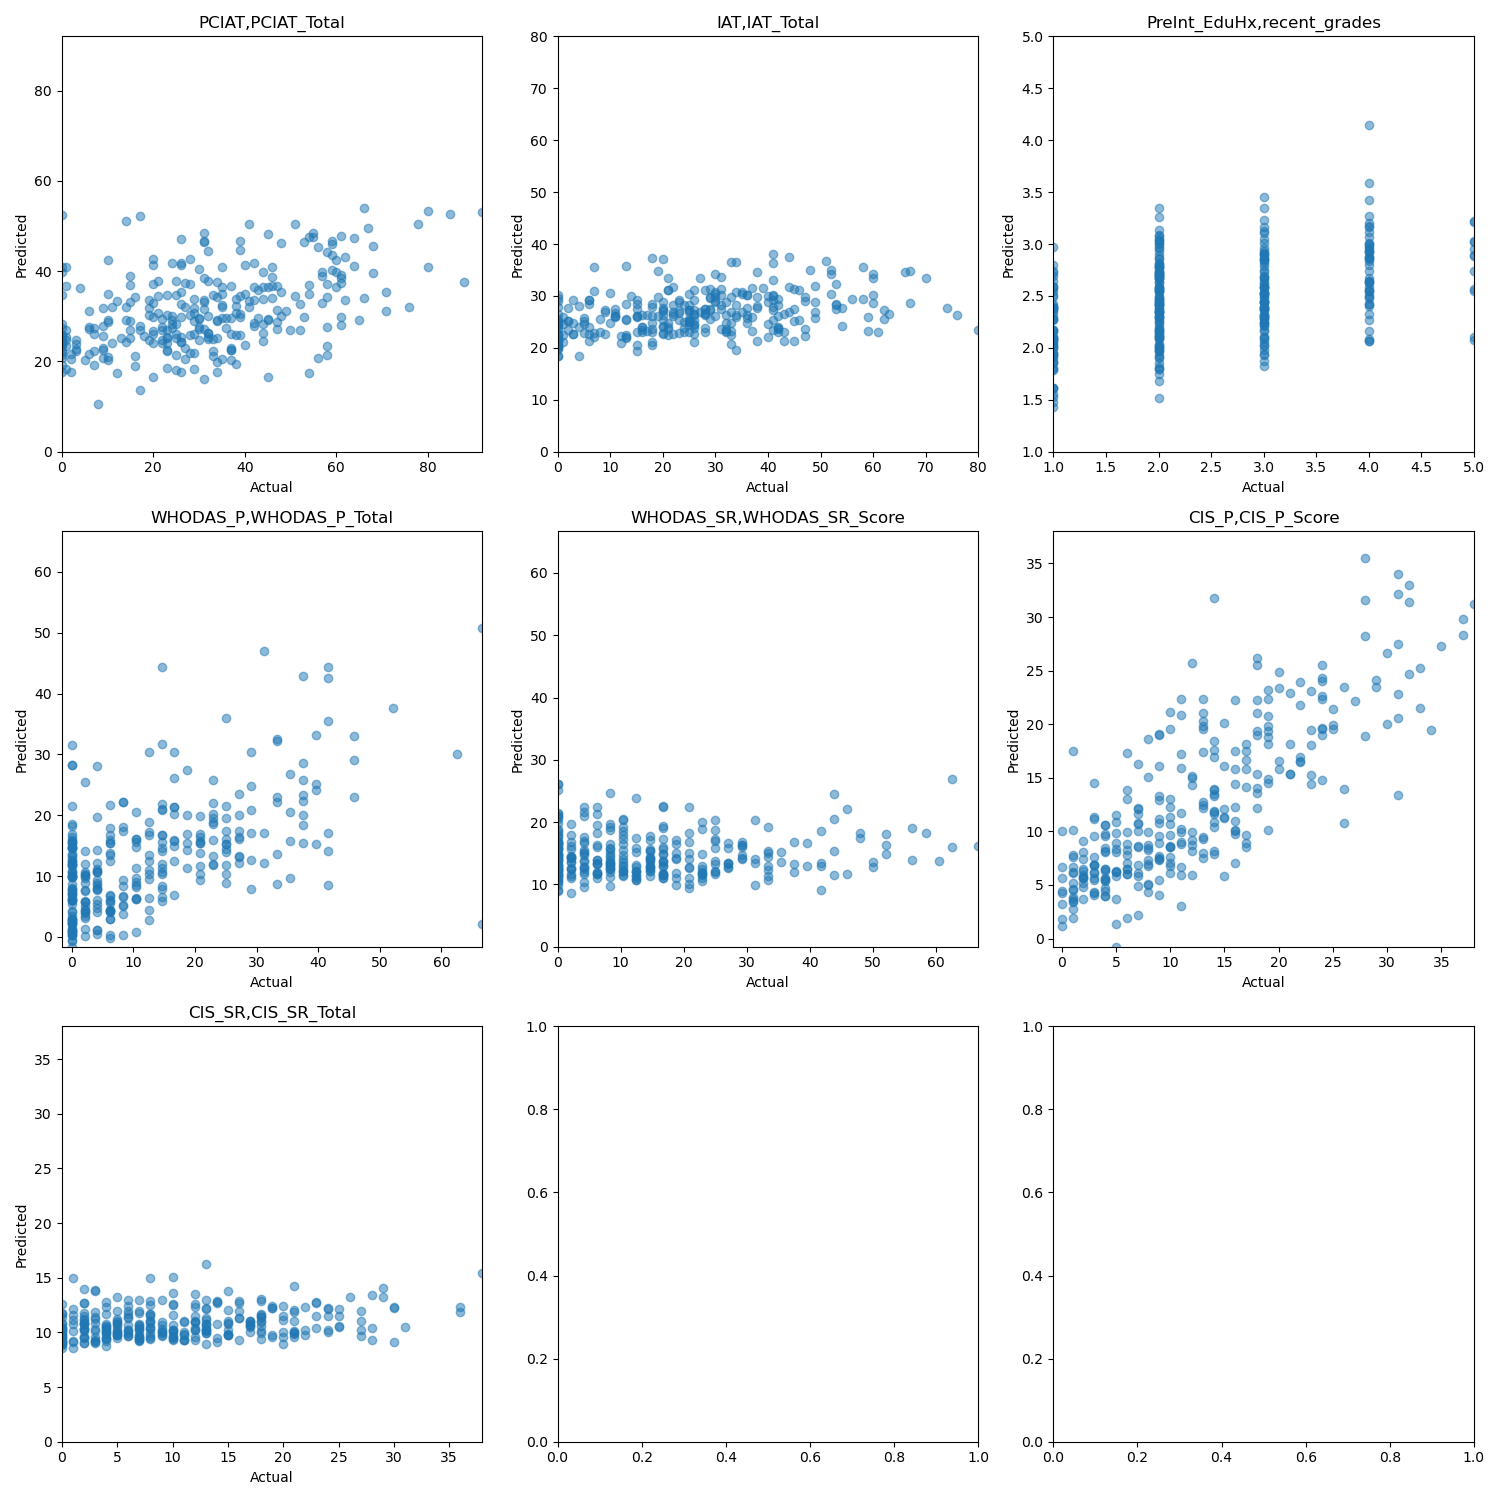 PCIAT,PCIAT_Total
80
60
40
20
0
Predicted
0 20 40 60 80
Actual
IAT,IAT_Total
80
70
60
50
40
30
20
10
0
Predicted
0 10 20 30 40 50 60 70 80
Actual
PreInt_EduHx,recent_grades
5.0
4.5
4.0
3.5
3.0
2.5
2.0
1.5
1.0
Predicted
1.0 1.5 2.0 2.5 3.0 3.5 4.0 4.5 5.0
Actual
WHODAS_P,WHODAS_P_Total
60
50
40
30
20
10
0
Predicted
0 10 20 30 40 50 60
Actual
WHODAS_SR,WHODAS_SR_Score
60
50
40
30
20
10
0
Predicted
0 10 20 30 40 50 60
Actual
CIS_P,CIS_P_Score
35
30
25
20
15
10
5
0
Predicted
0 5 10 15 20 25 30 35
Actual
CIS_SR,CIS_SR_Total
35
30
25
20
15
10
5
0
Predicted
0 5 10 15 20 25 30 35
Actual
1.0
0.8
0.6
0.4
0.2
0.0
0.0 0.2 0.4 0.6 0.8 1.0
1.0
0.8
0.6
0.4
0.2
0.0
0.0 0.2 0.4 0.6 0.8 1.0